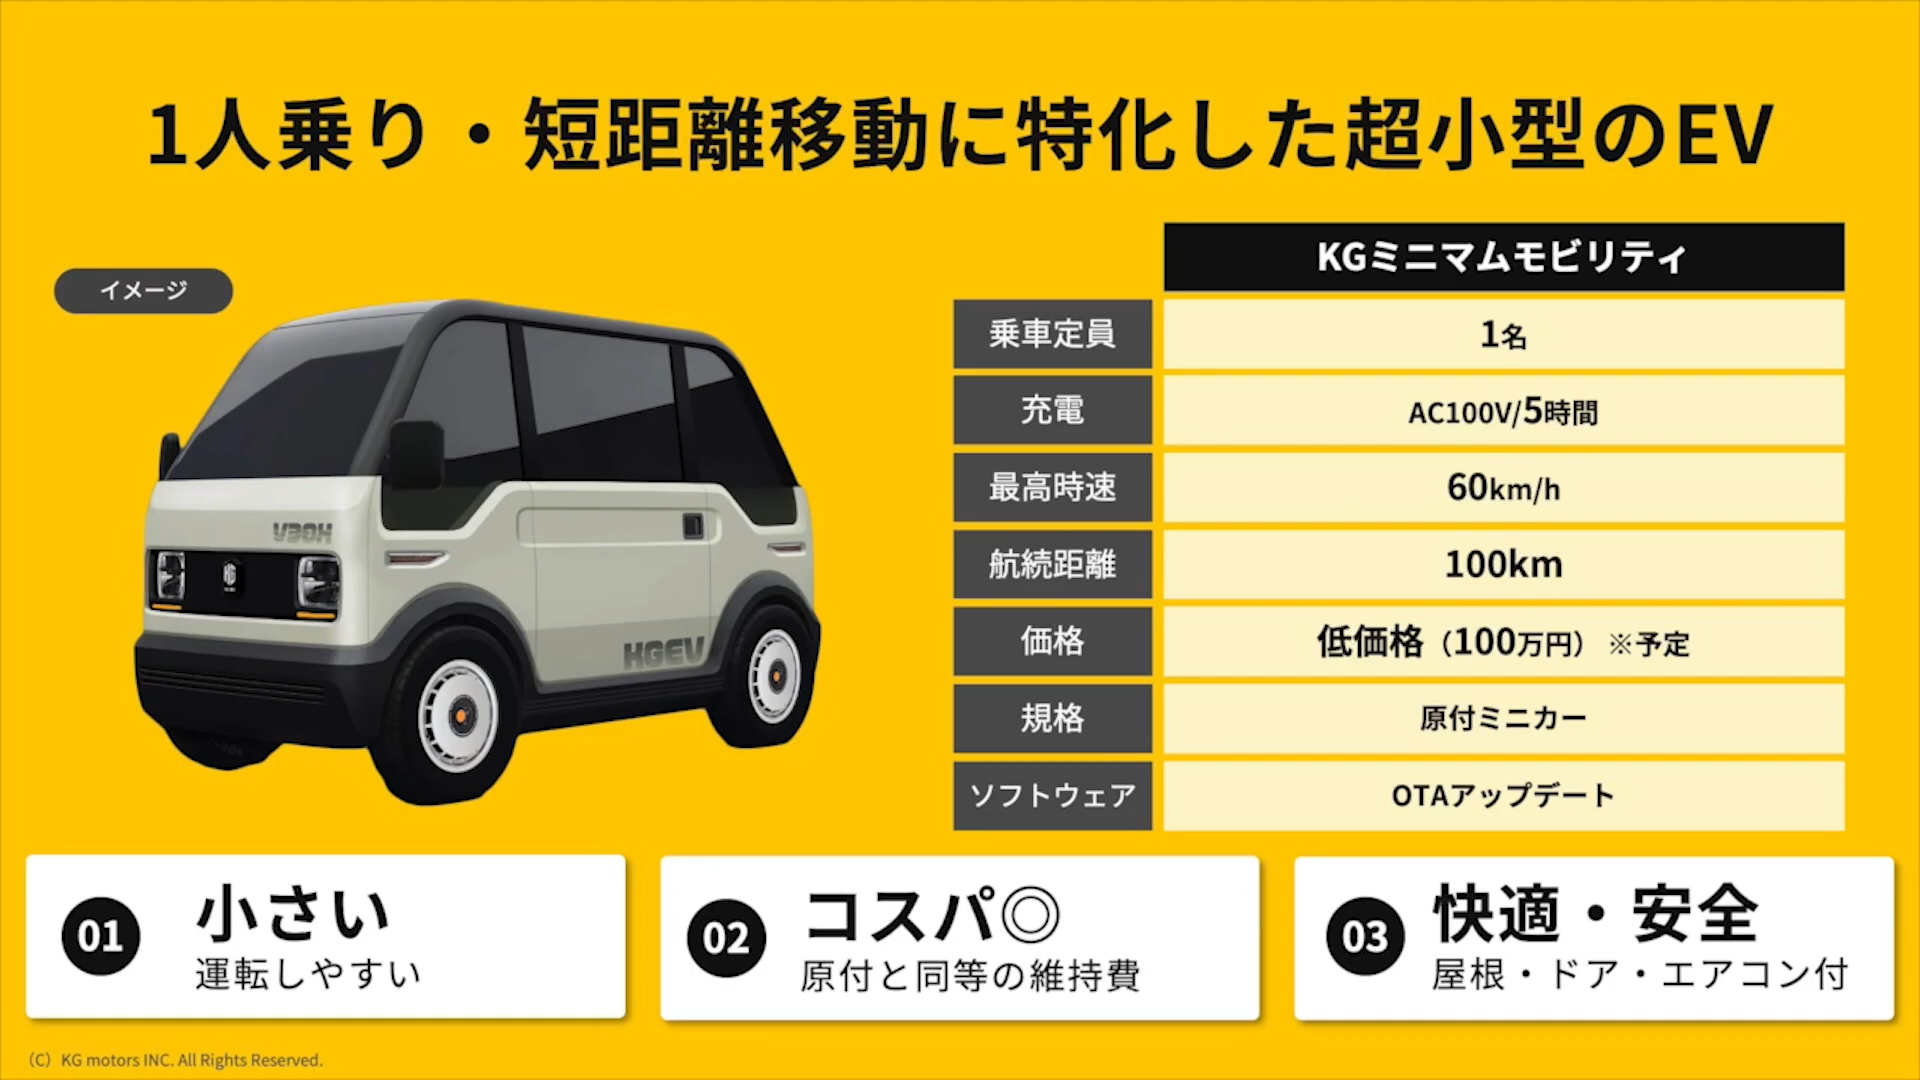 1人乗り・短距離移動に特化した超小型のEV
イメージ
V30H
KG
KGEV
KGミニマムモビリティ
乗車定員 1名
充電 AC100V/5時間
最高時速 60km/h
航続距離 100km
価格 低価格（100万円）※予定
規格 原付ミニカー
ソフトウェア OTAアップデート
01 小さい
運転しやすい
02 コスパ◎
原付と同等の維持費
03 快適・安全
屋根・ドア・エアコン付
（C）KG motors INC. All Rights Reserved.